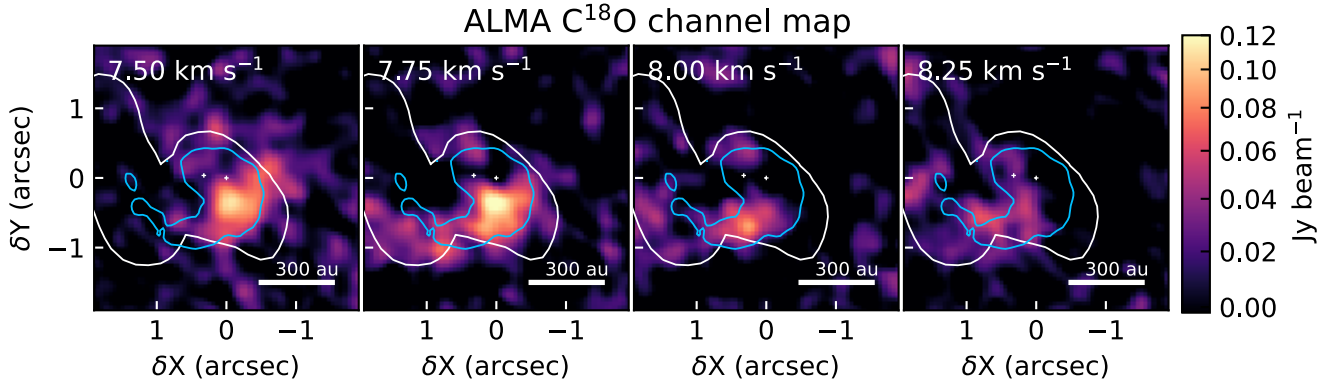 ALMA C¹⁸O channel map
7.50 km s⁻¹ 7.75 km s⁻¹ 8.00 km s⁻¹ 8.25 km s⁻¹
300 au 300 au 300 au 300 au
δY (arcsec)
1
0
−1
1 0 −1 1 0 −1 1 0 −1 1 0 −1
δX (arcsec) δX (arcsec) δX (arcsec) δX (arcsec)
0.12
0.10
0.08
0.06
0.04
0.02
0.00
Jy beam⁻¹